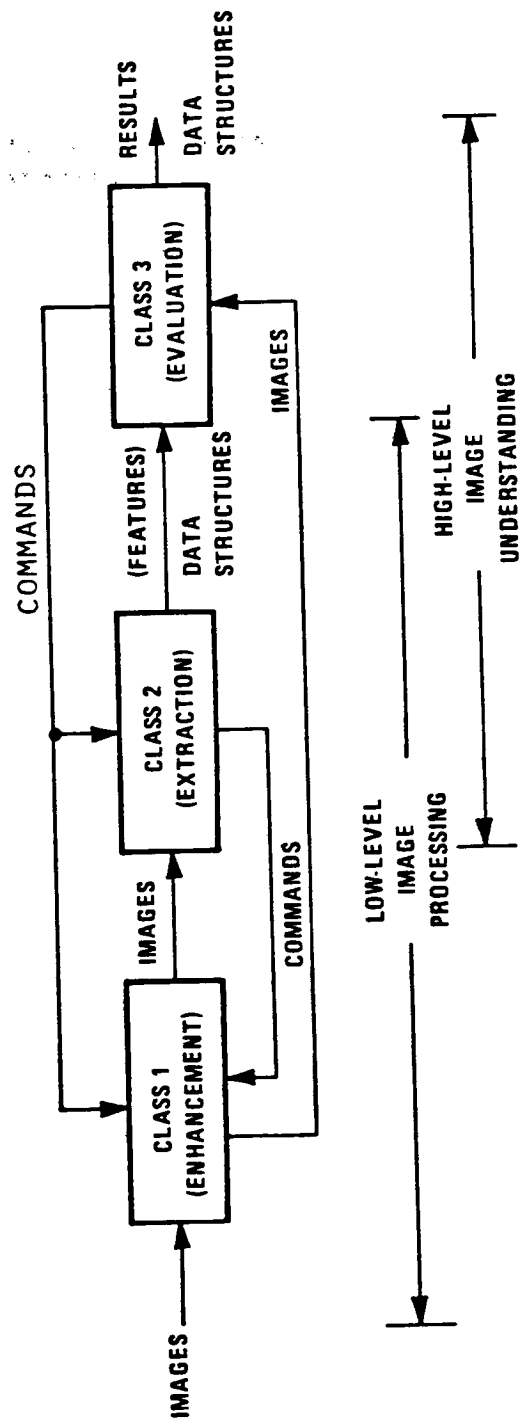 COMMANDS
IMAGES
CLASS 1
(ENHANCEMENT)
IMAGES
CLASS 2
(EXTRACTION)
(FEATURES)
DATA
STRUCTURES
CLASS 3
(EVALUATION)
RESULTS
DATA
STRUCTURES
COMMANDS
IMAGES
LOW-LEVEL
IMAGE
PROCESSING
HIGH-LEVEL
IMAGE
UNDERSTANDING